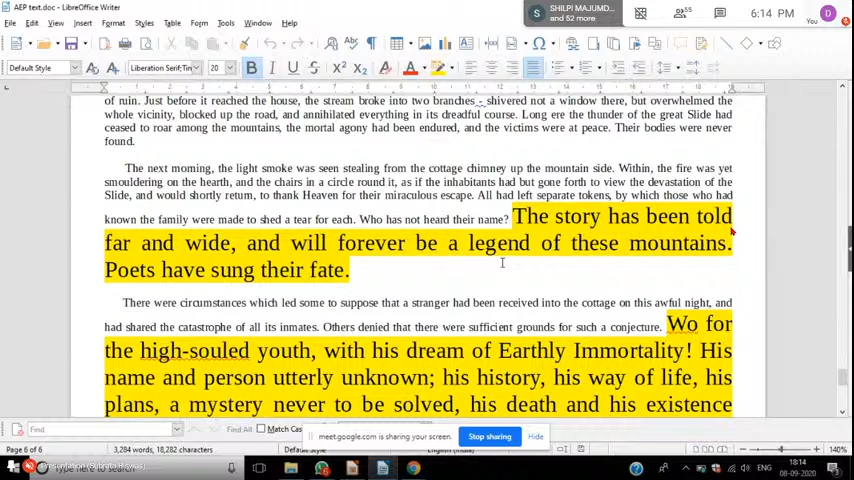 AEP text.doc - LibreOffice Writer
SHILPI MAJUMD...
and 52 more
55
6:14 PM
D
File Edit View Insert Format Styles Table Form Tools Window Help
Default Style Liberation Serif;Tin 20
of ruin. Just before it reached the house, the stream broke into two branches - shivered not a window there, but overwhelmed the
whole vicinity, blocked up the road, and annihilated everything in its dreadful course. Long ere the thunder of the great Slide had
ceased to roar among the mountains, the mortal agony had been endured, and the victims were at peace. Their bodies were never
found.
The next morning, the light smoke was seen stealing from the cottage chimney up the mountain side. Within, the fire was yet
smouldering on the hearth, and the chairs in a circle round it, as if the inhabitants had but gone forth to view the devastation of the
Slide, and would shortly return, to thank Heaven for their miraculous escape. All had left separate tokens, by which those who had
known the family were made to shed a tear for each. Who has not heard their name? The story has been told
far and wide, and will forever be a legend of these mountains.
Poets have sung their fate.
There were circumstances which led some to suppose that a stranger had been received into the cottage on this awful night, and
had shared the catastrophe of all its inmates. Others denied that there were sufficient grounds for such a conjecture. Wo for
the high-souled youth, with his dream of Earthly Immortality! His
name and person utterly unknown; his history, his way of life, his
plans, a mystery never to be solved, his death and his existence
Find Find All Match Cas
meet.google.com is sharing your screen. Stop sharing Hide
Page 6 of 6 3,284 words, 18,282 characters Default Style 140%
Presentation (Subrata Biswas)
Type here to search
ENG
18:14
08-09-2020